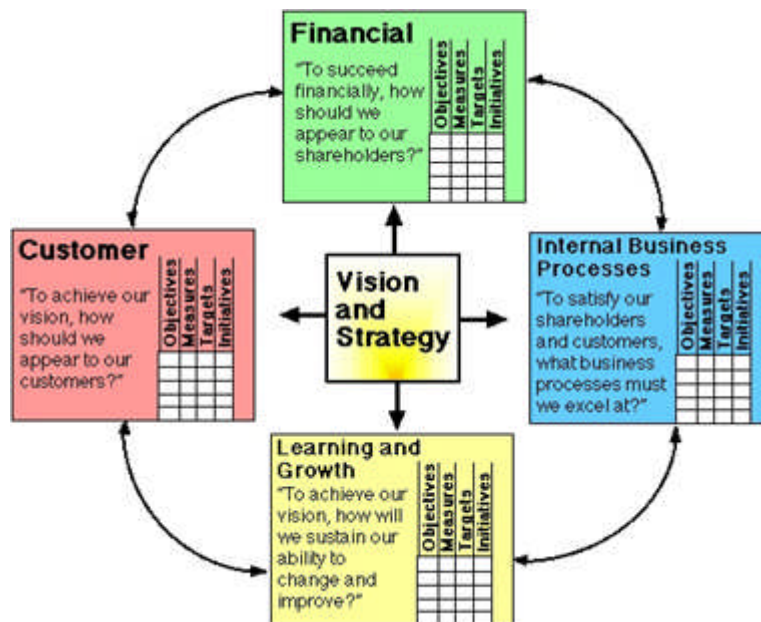 Financial
"To succeed
financially, how
should we
appear to our
shareholders?"
Objectives
Measures
Targets
Initiatives
Customer
"To achieve our
vision, how
should we
appear to our
customers?"
Objectives
Measures
Targets
Initiatives
Vision
and
Strategy
Internal Business
Processes
"To satisfy our
shareholders
and customers,
what business
processes must
we excel at?"
Objectives
Measures
Targets
Initiatives
Learning and
Growth
"To achieve our
vision, how will
we sustain our
ability to
change and
improve?"
Objectives
Measures
Targets
Initiatives